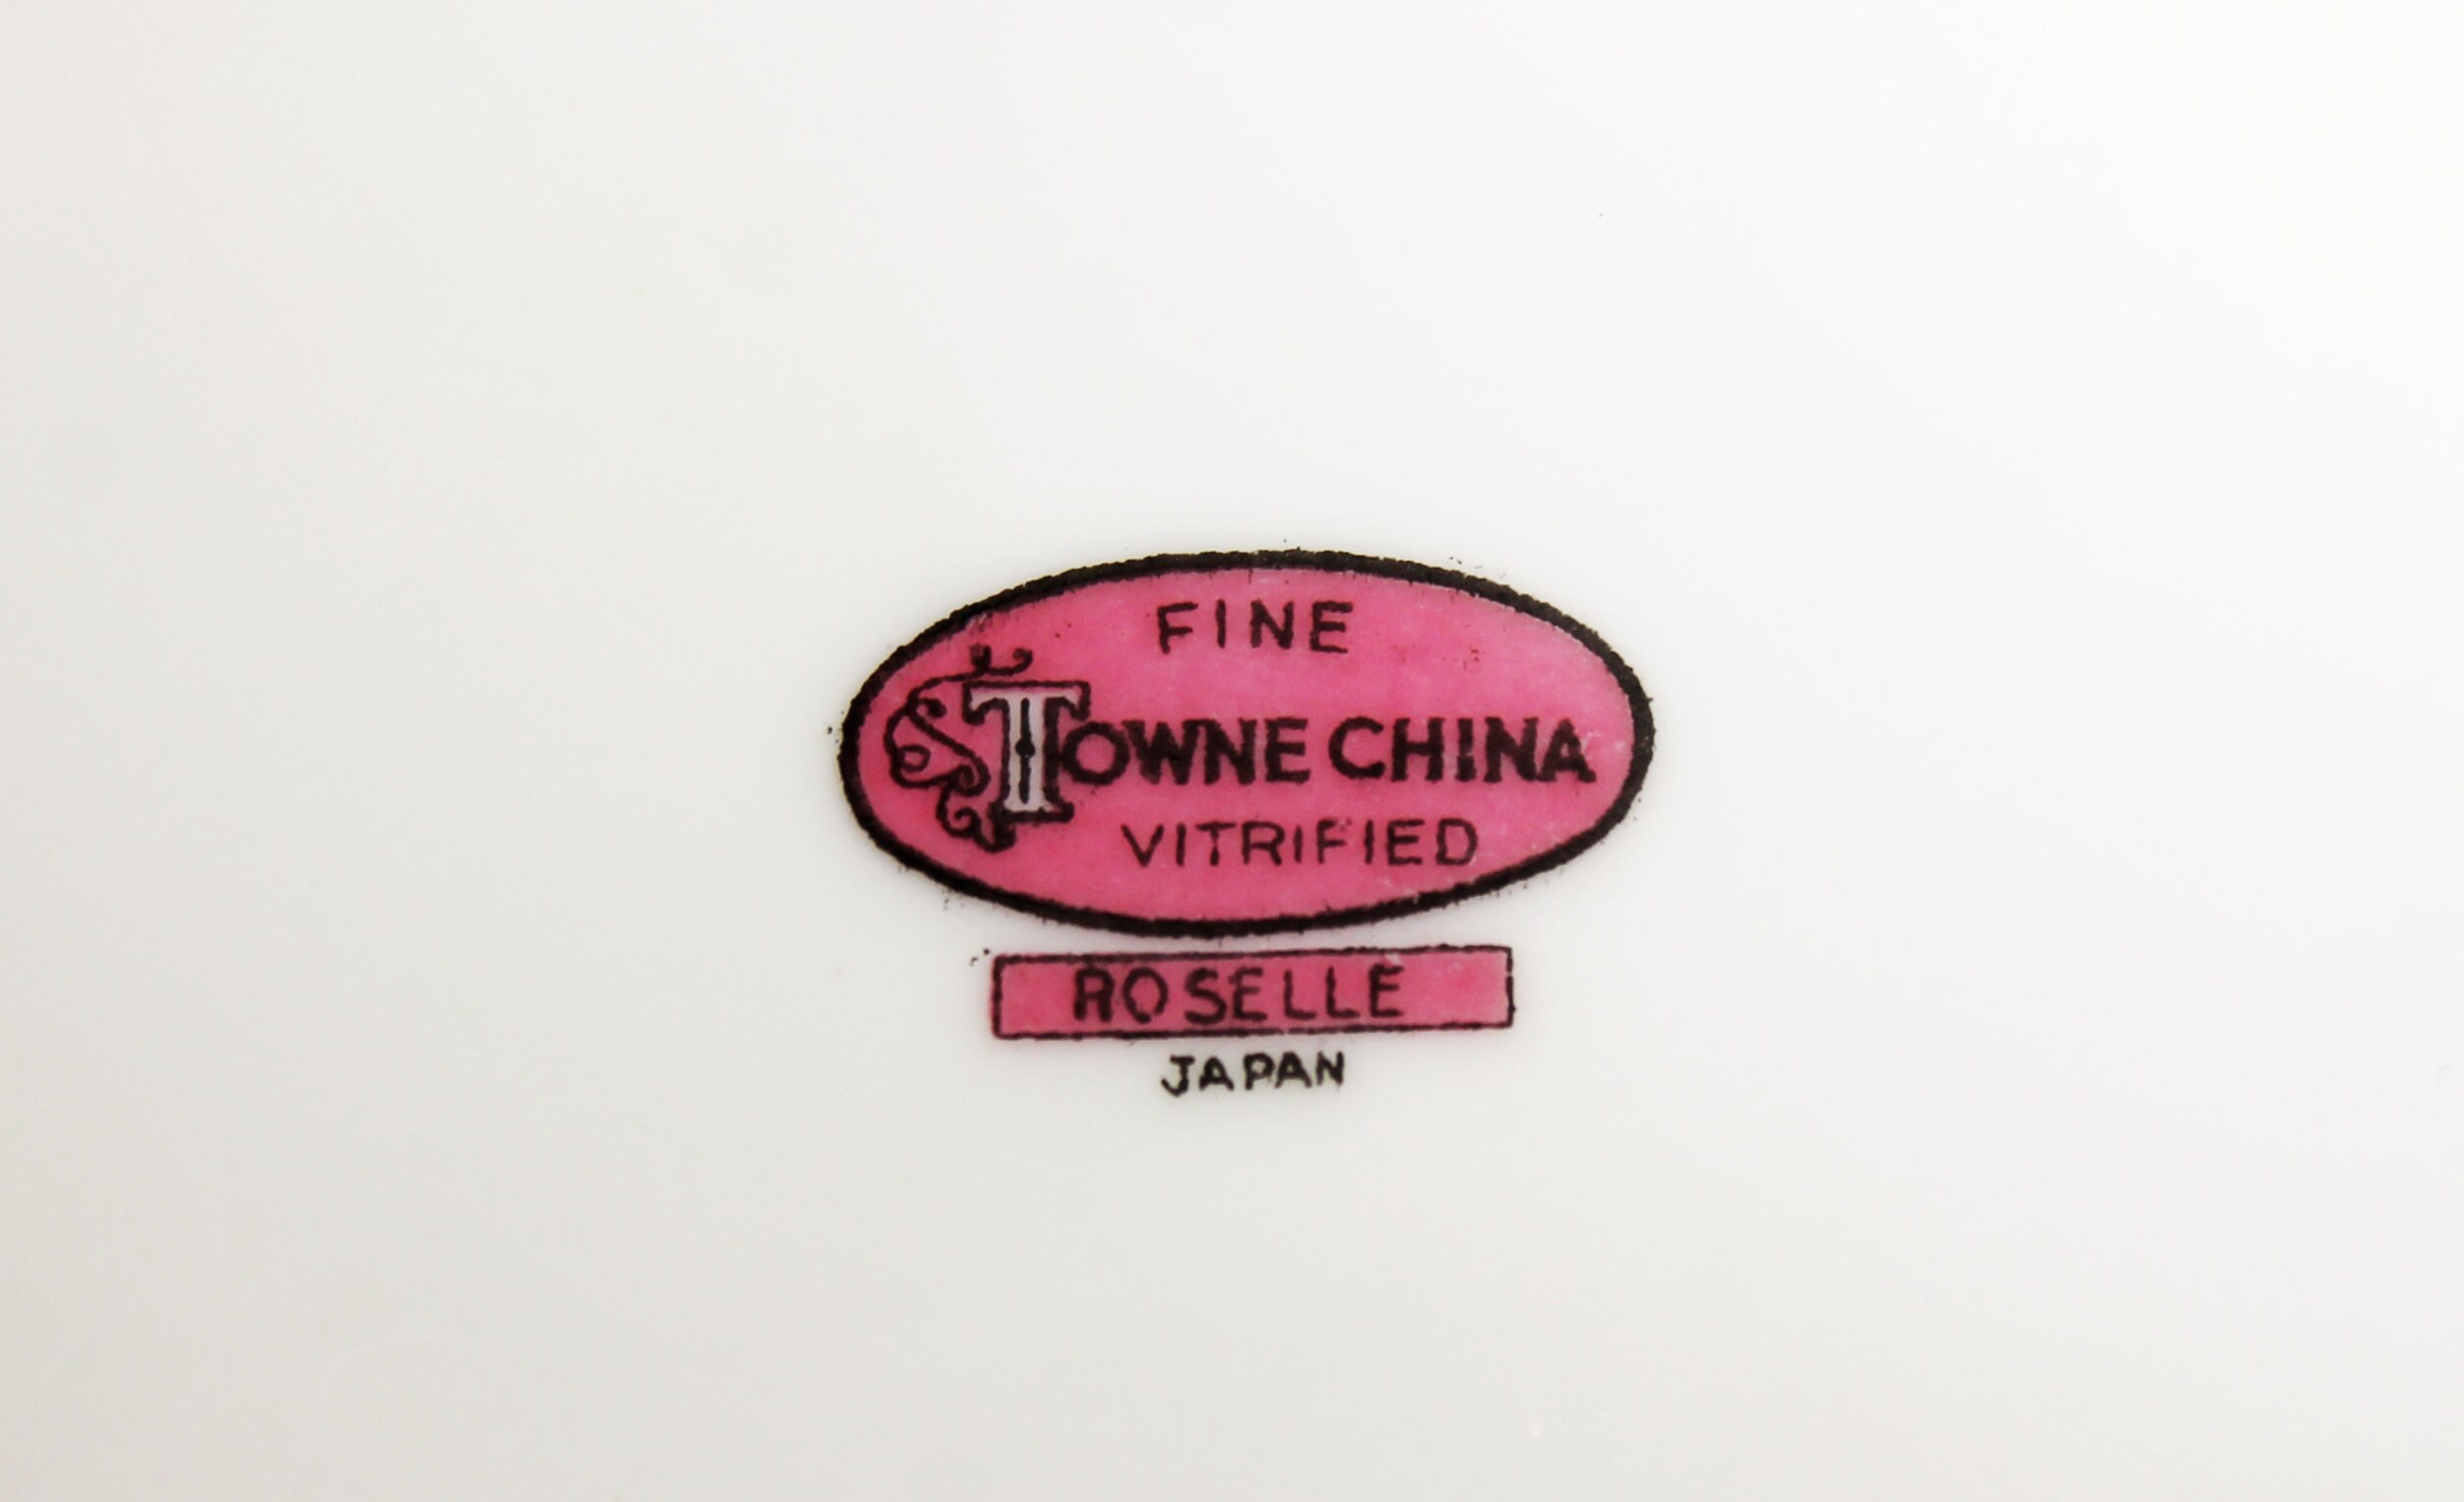 FINE
TOWNE CHINA
VITRIFIED
ROSELLE
JAPAN